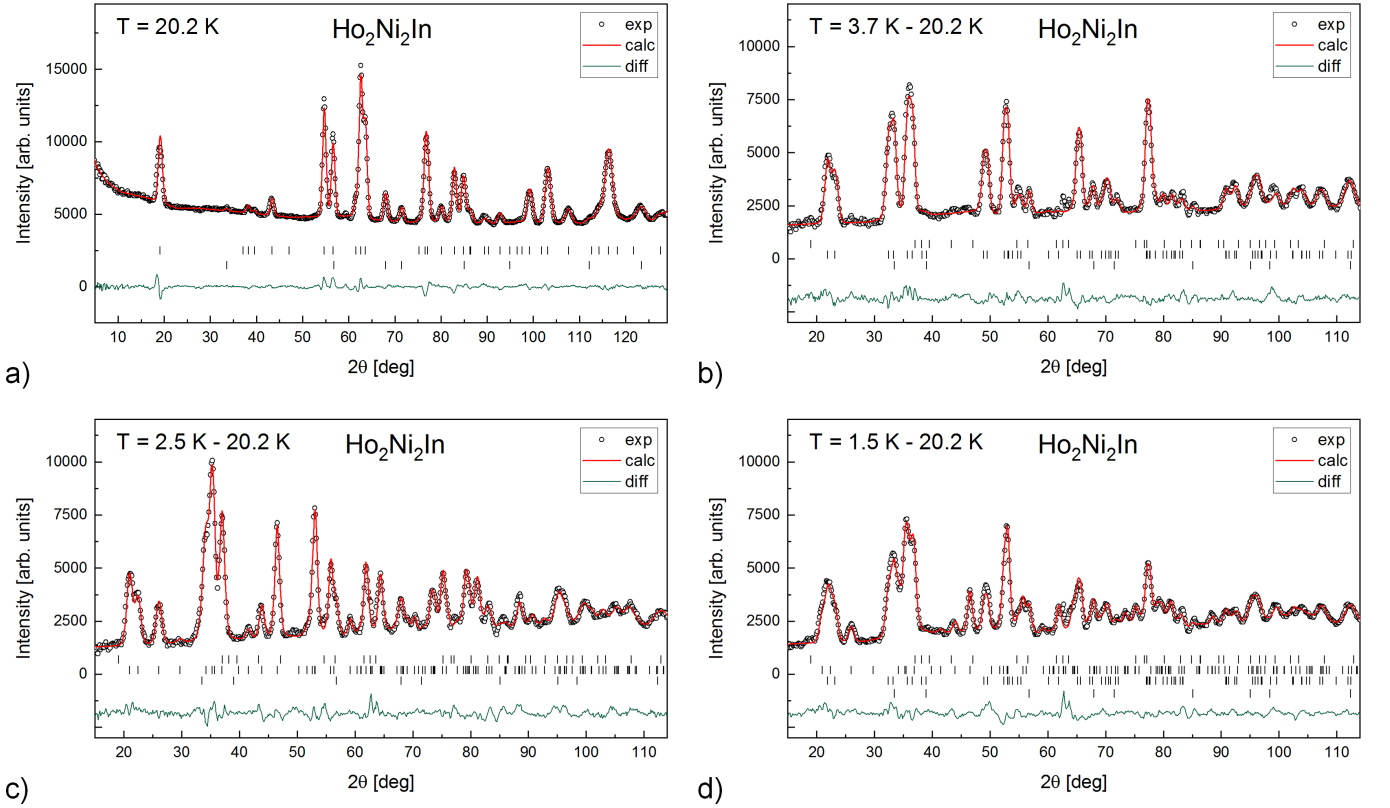 T = 20.2 K
Ho2Ni2In
exp
calc
diff
15000
10000
5000
0
Intensity [arb. units]
10 20 30 40 50 60 70 80 90 100 110 120
2θ [deg]
a)
T = 3.7 K - 20.2 K
Ho2Ni2In
exp
calc
diff
10000
7500
5000
2500
0
Intensity [arb. units]
20 30 40 50 60 70 80 90 100 110
2θ [deg]
b)
T = 2.5 K - 20.2 K
Ho2Ni2In
exp
calc
diff
10000
7500
5000
2500
0
Intensity [arb. units]
20 30 40 50 60 70 80 90 100 110
2θ [deg]
c)
T = 1.5 K - 20.2 K
Ho2Ni2In
exp
calc
diff
10000
7500
5000
2500
0
Intensity [arb. units]
20 30 40 50 60 70 80 90 100 110
2θ [deg]
d)